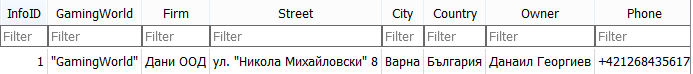 InfoID GamingWorld Firm Street City Country Owner Phone
Filter Filter Filter Filter Filter Filter Filter Filter
1 "GamingWorld" Дани ООД ул. "Никола Михайловски" 8 Варна България Данаил Георгиев +421268435617